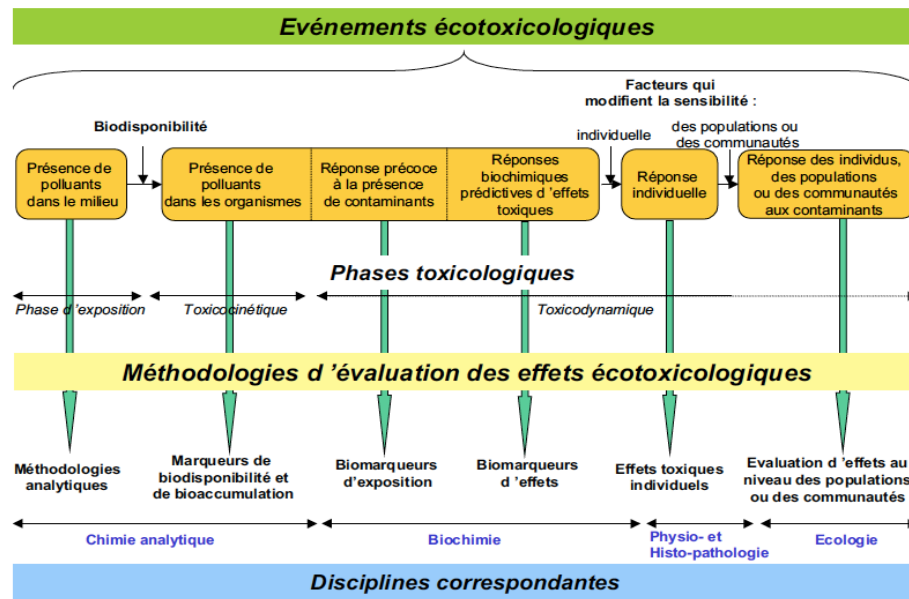 Evénements écotoxicologiques
Facteurs qui
modifient la sensibilité :
Biodisponibilité
individuelle
des populations ou
des communautés
Présence de
polluants
dans le milieu
Présence de
polluants
dans les organismes
Réponse précoce
à la présence
de contaminants
Réponses
biochimiques
prédictives d 'effets
toxiques
Réponse
individuelle
Réponse des individus,
des populations
ou des communautés
aux contaminants
Phases toxicologiques
Phase d 'exposition
Toxicocinétique
Toxicodynamique
Méthodologies d 'évaluation des effets écotoxicologiques
Méthodologies
analytiques
Marqueurs de
biodisponibilité et
de bioaccumulation
Biomarqueurs
d'exposition
Biomarqueurs
d 'effets
Effets toxiques
individuels
Evaluation d 'effets au
niveau des populations
ou des communautés
Chimie analytique
Biochimie
Physio- et
Histo-pathologie
Ecologie
Disciplines correspondantes